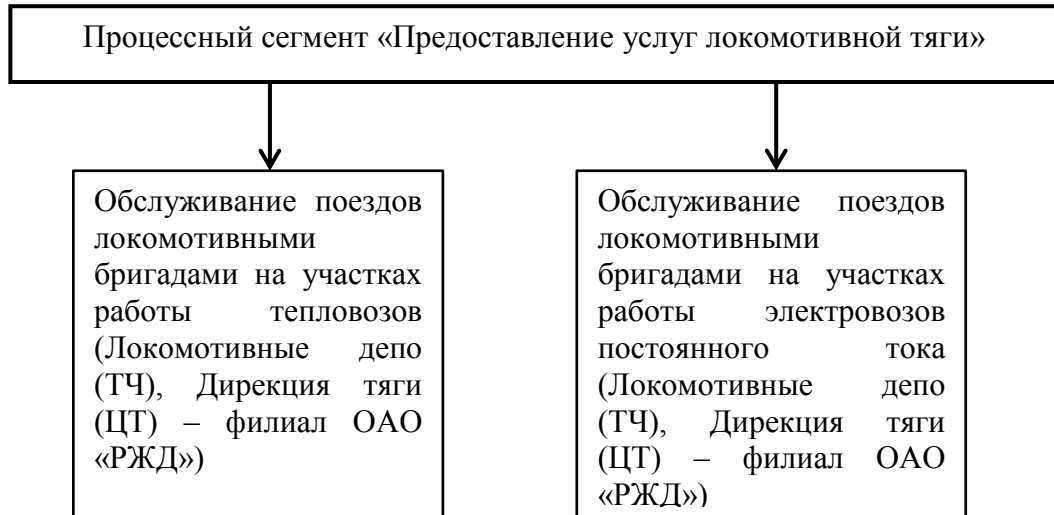 Процессный сегмент «Предоставление услуг локомотивной тяги»
Обслуживание поездов
локомотивными
бригадами на участках
работы тепловозов
(Локомотивные депо
(ТЧ), Дирекция тяги
(ЦТ) – филиал ОАО
«РЖД»)
Обслуживание поездов
локомотивными
бригадами на участках
работы электровозов
постоянного тока
(Локомотивные депо
(ТЧ), Дирекция тяги
(ЦТ) – филиал ОАО
«РЖД»)